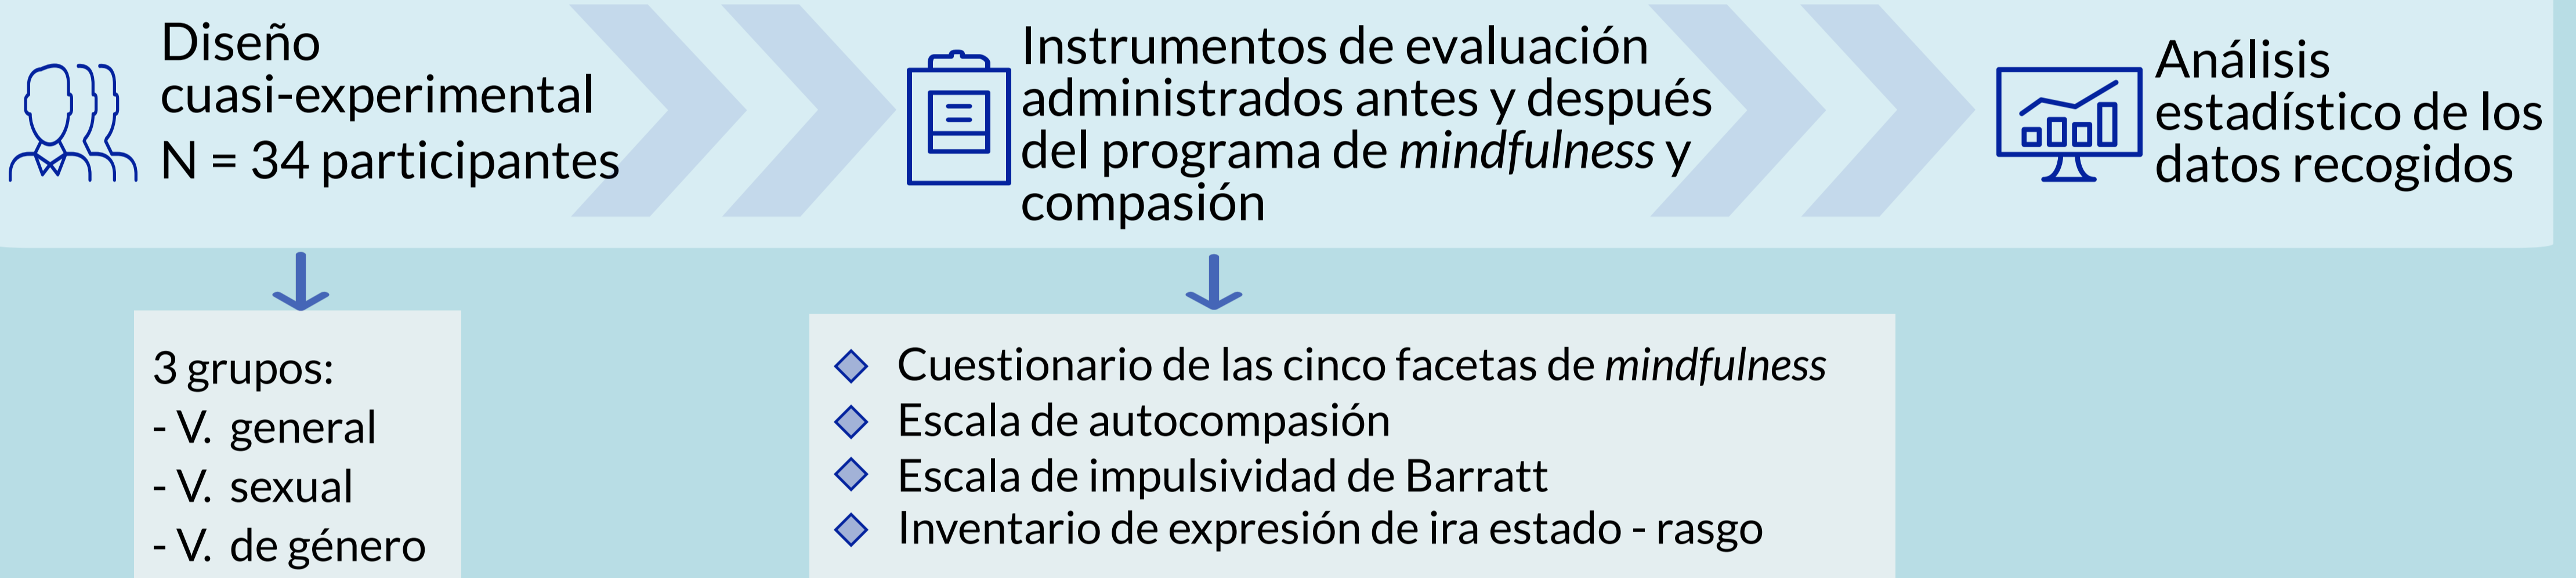 Diseño
cuasi-experimental
N = 34 participantes
Instrumentos de evaluación
administrados antes y después
del programa de mindfulness y
compasión
Análisis
estadístico de los
datos recogidos
3 grupos:
- V. general
- V. sexual
- V. de género
Cuestionario de las cinco facetas de mindfulness
Escala de autocompasión
Escala de impulsividad de Barratt
Inventario de expresión de ira estado - rasgo